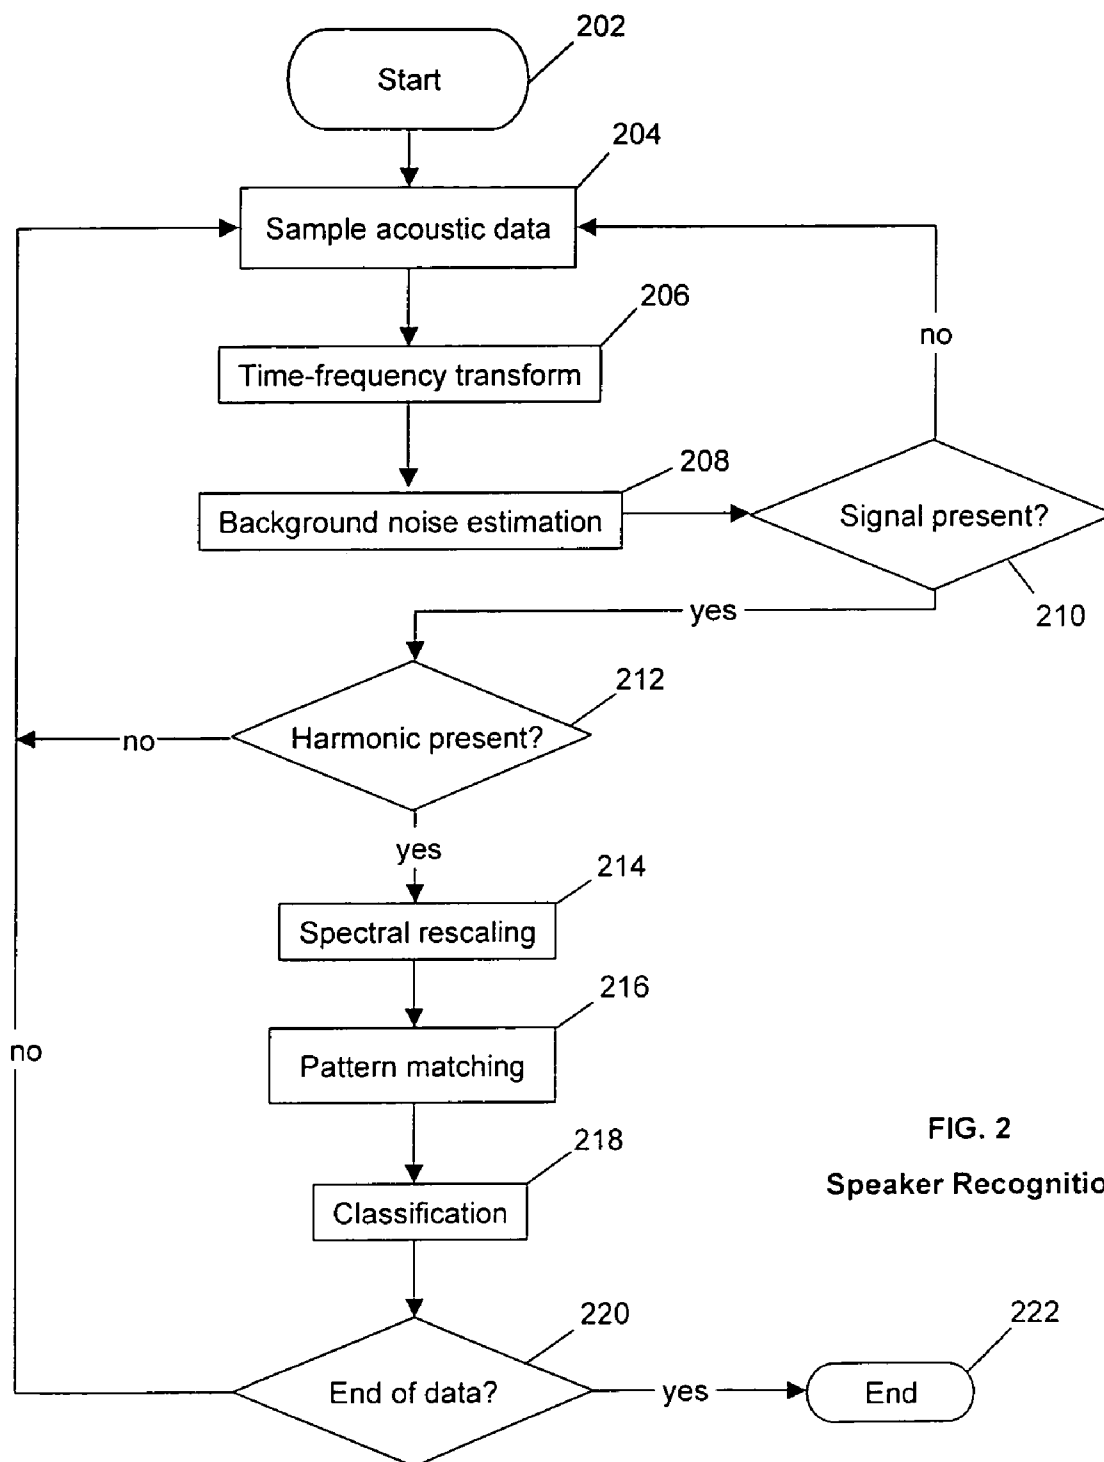 202
Start
204
Sample acoustic data
206
Time-frequency transform
no
208
Background noise estimation
Signal present?
210
yes
212
Harmonic present?
no
yes
214
Spectral rescaling
216
Pattern matching
no
218
Classification
FIG. 2
Speaker Recognitio
220
End of data?
yes
222
End